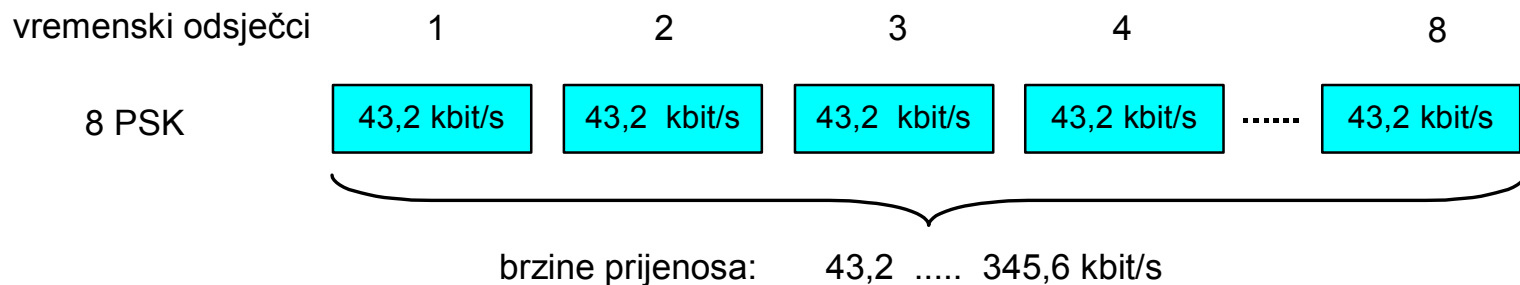 vremenski odsječci 1 2 3 4 8
8 PSK 43,2 kbit/s 43,2 kbit/s 43,2 kbit/s 43,2 kbit/s ...... 43,2 kbit/s
brzine prijenosa: 43,2 ..... 345,6 kbit/s